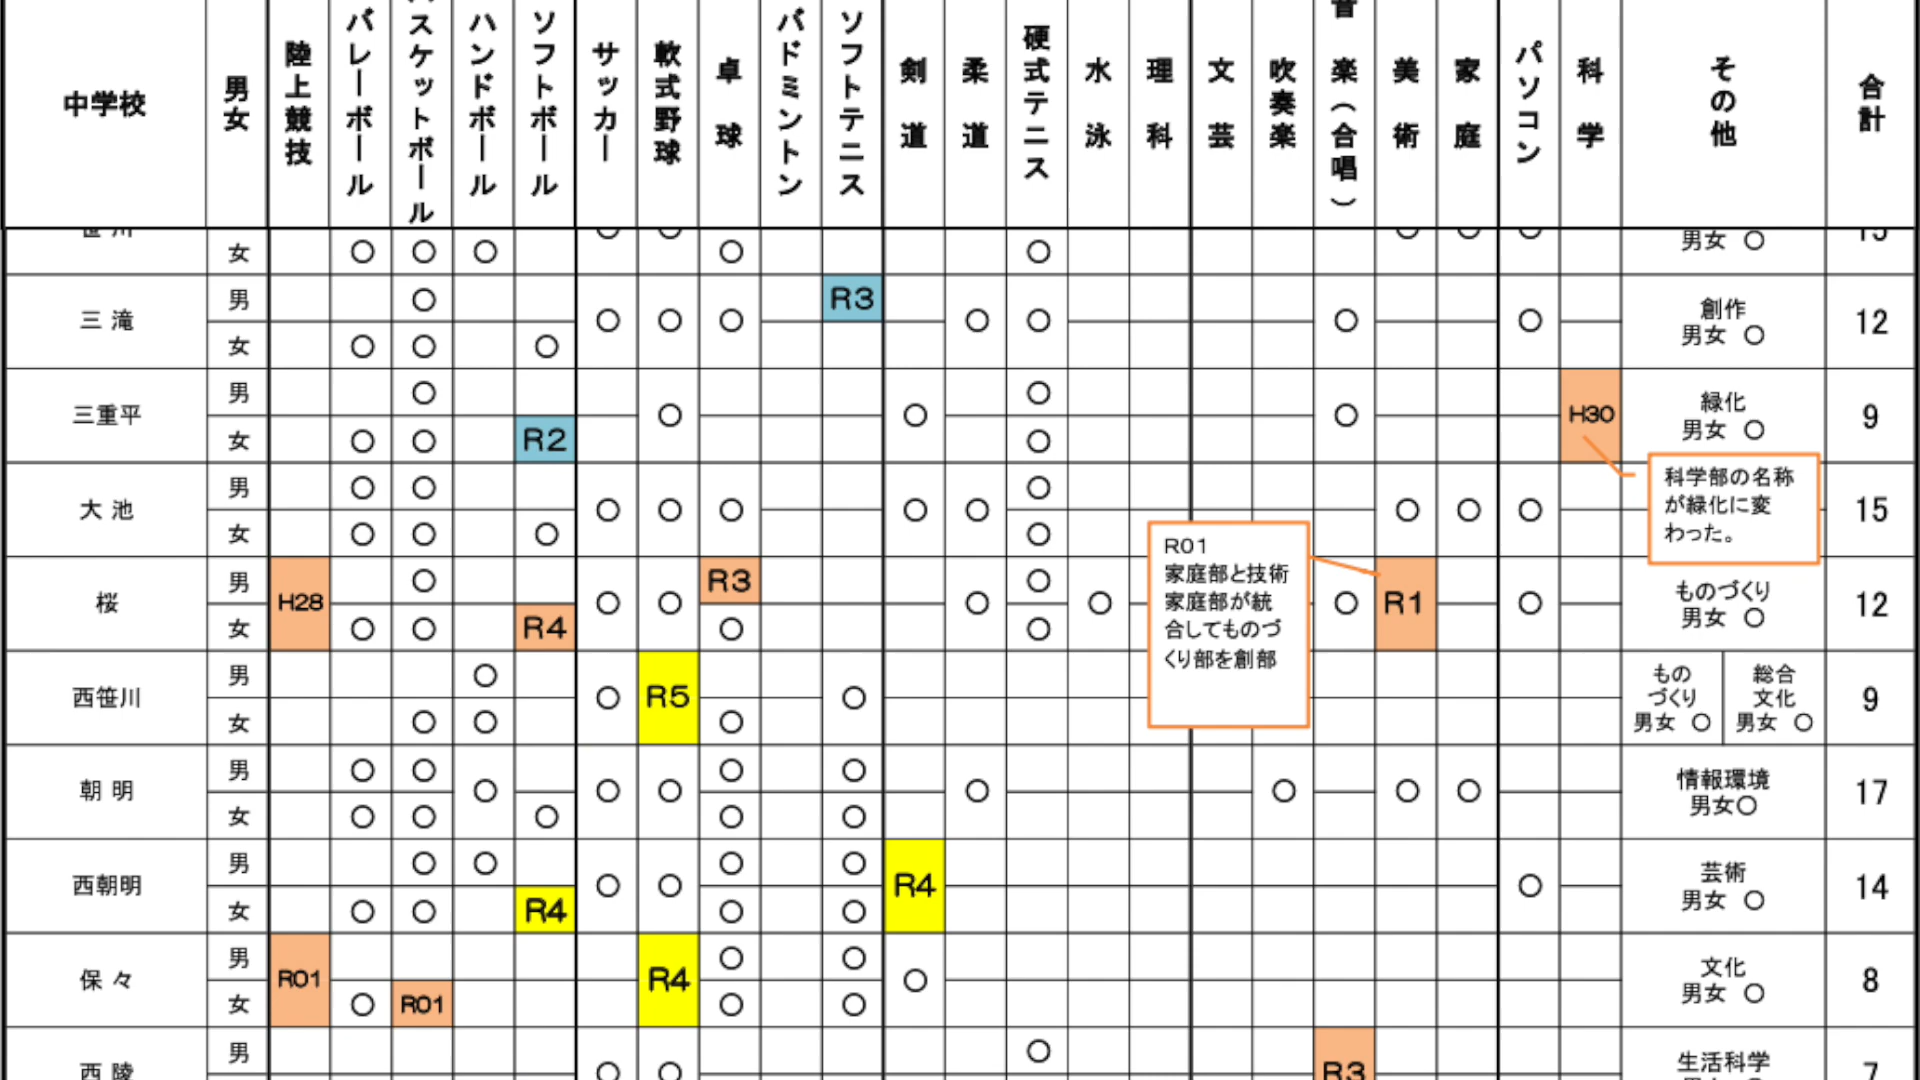 中学校 男女 陸上競技 バレーボール バスケットボール ハンドボール ソフトボール サッカー 軟式野球 卓球 バドミントン ソフトテニス 剣道 柔道 硬式テニス 水泳 理科 文芸 吹奏楽 音楽(合唱) 美術 家庭 パソコン 科学 その他 合計
笹川 ○ ○ ○ ○ ○ 15
女 ○ ○ ○ ○ ○ 男女 ○
三滝 男 ○ R3 創作
○ ○ ○ ○ ○ ○ ○ 12
女 ○ ○ ○ 男女 ○
三重平 男 ○ ○ 緑化
○ ○ ○ H30 9
女 ○ ○ R2 ○ 男女 ○
科学部の名称
が緑化に変
わった。
大池 男 ○ ○ ○
○ ○ ○ ○ ○ ○ ○ ○ 15
女 ○ ○ ○ ○
R01
家庭部と技術
家庭部が統
合してものづ
くり部を創部
桜 男 ○ R3 ○ ものづくり
H28 ○ ○ ○ ○ ○ R1 ○ 12
女 ○ ○ R4 ○ ○ 男女 ○
西笹川 男 ○ もの 総合
○ R5 ○ づくり 文化 9
女 ○ ○ ○ 男女 ○ 男女 ○
朝明 男 ○ ○ ○ ○ 情報環境
○ ○ ○ ○ ○ ○ ○ 17
女 ○ ○ ○ ○ ○ 男女○
西朝明 男 ○ ○ ○ ○ 芸術
○ ○ R4 ○ 14
女 ○ ○ R4 ○ ○ 男女 ○
保々 男 ○ ○ 文化
R01 R4 ○ 8
女 ○ R01 ○ ○ 男女 ○
西陵 男 ○ 生活科学
○ ○ R3 7